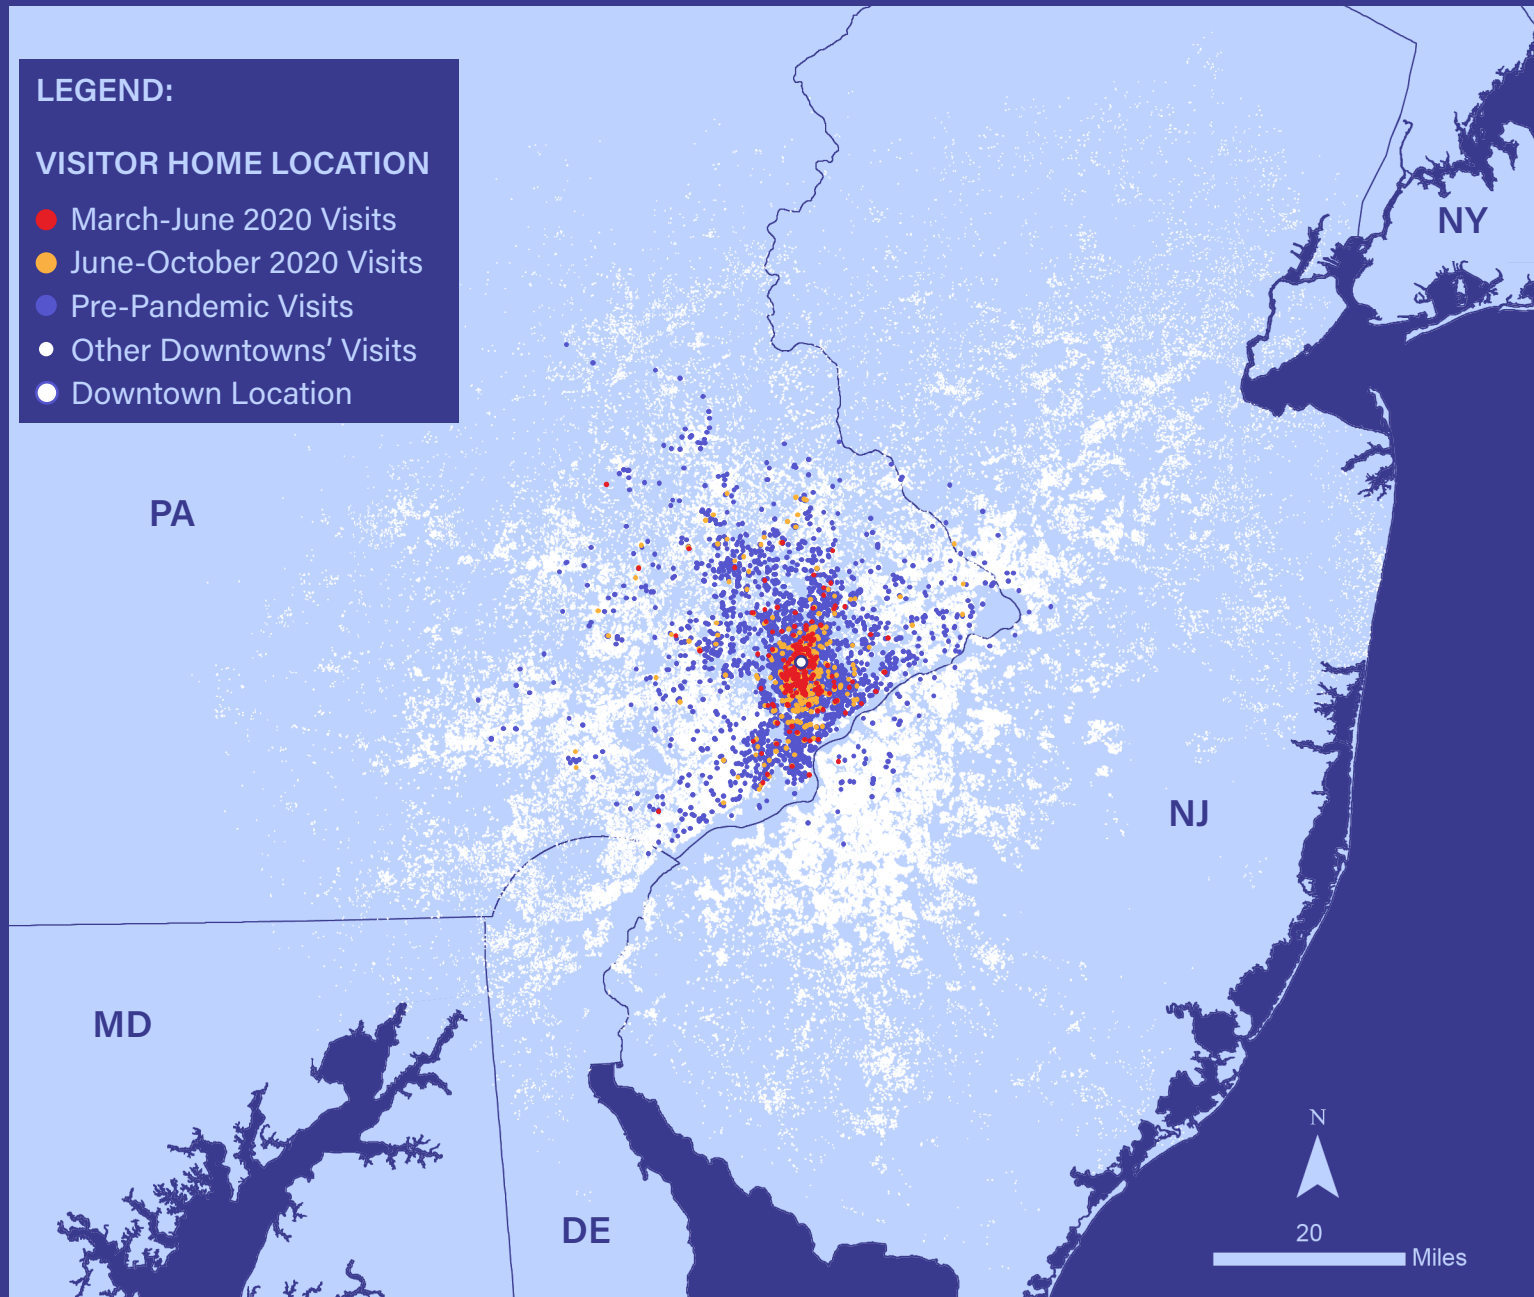 LEGEND:
VISITOR HOME LOCATION
March-June 2020 Visits
June-October 2020 Visits
Pre-Pandemic Visits
Other Downtowns’ Visits
Downtown Location
NY
PA
NJ
MD
DE
N
20
Miles